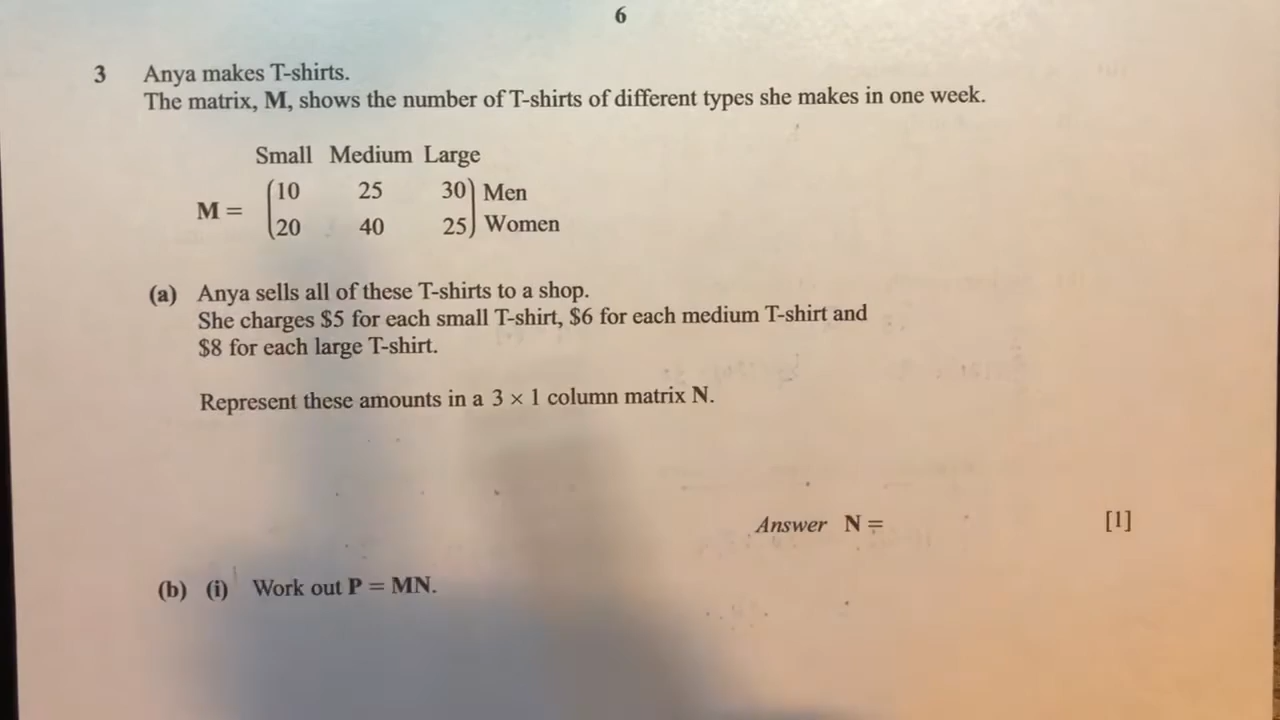 6
3 Anya makes T-shirts.
The matrix, M, shows the number of T-shirts of different types she makes in one week.
Small Medium Large
10 25 30 Men
M =
20 40 25 Women
(a) Anya sells all of these T-shirts to a shop.
She charges $5 for each small T-shirt, $6 for each medium T-shirt and
$8 for each large T-shirt.
Represent these amounts in a 3 × 1 column matrix N.
Answer N = [1]
(b) (i) Work out P = MN.